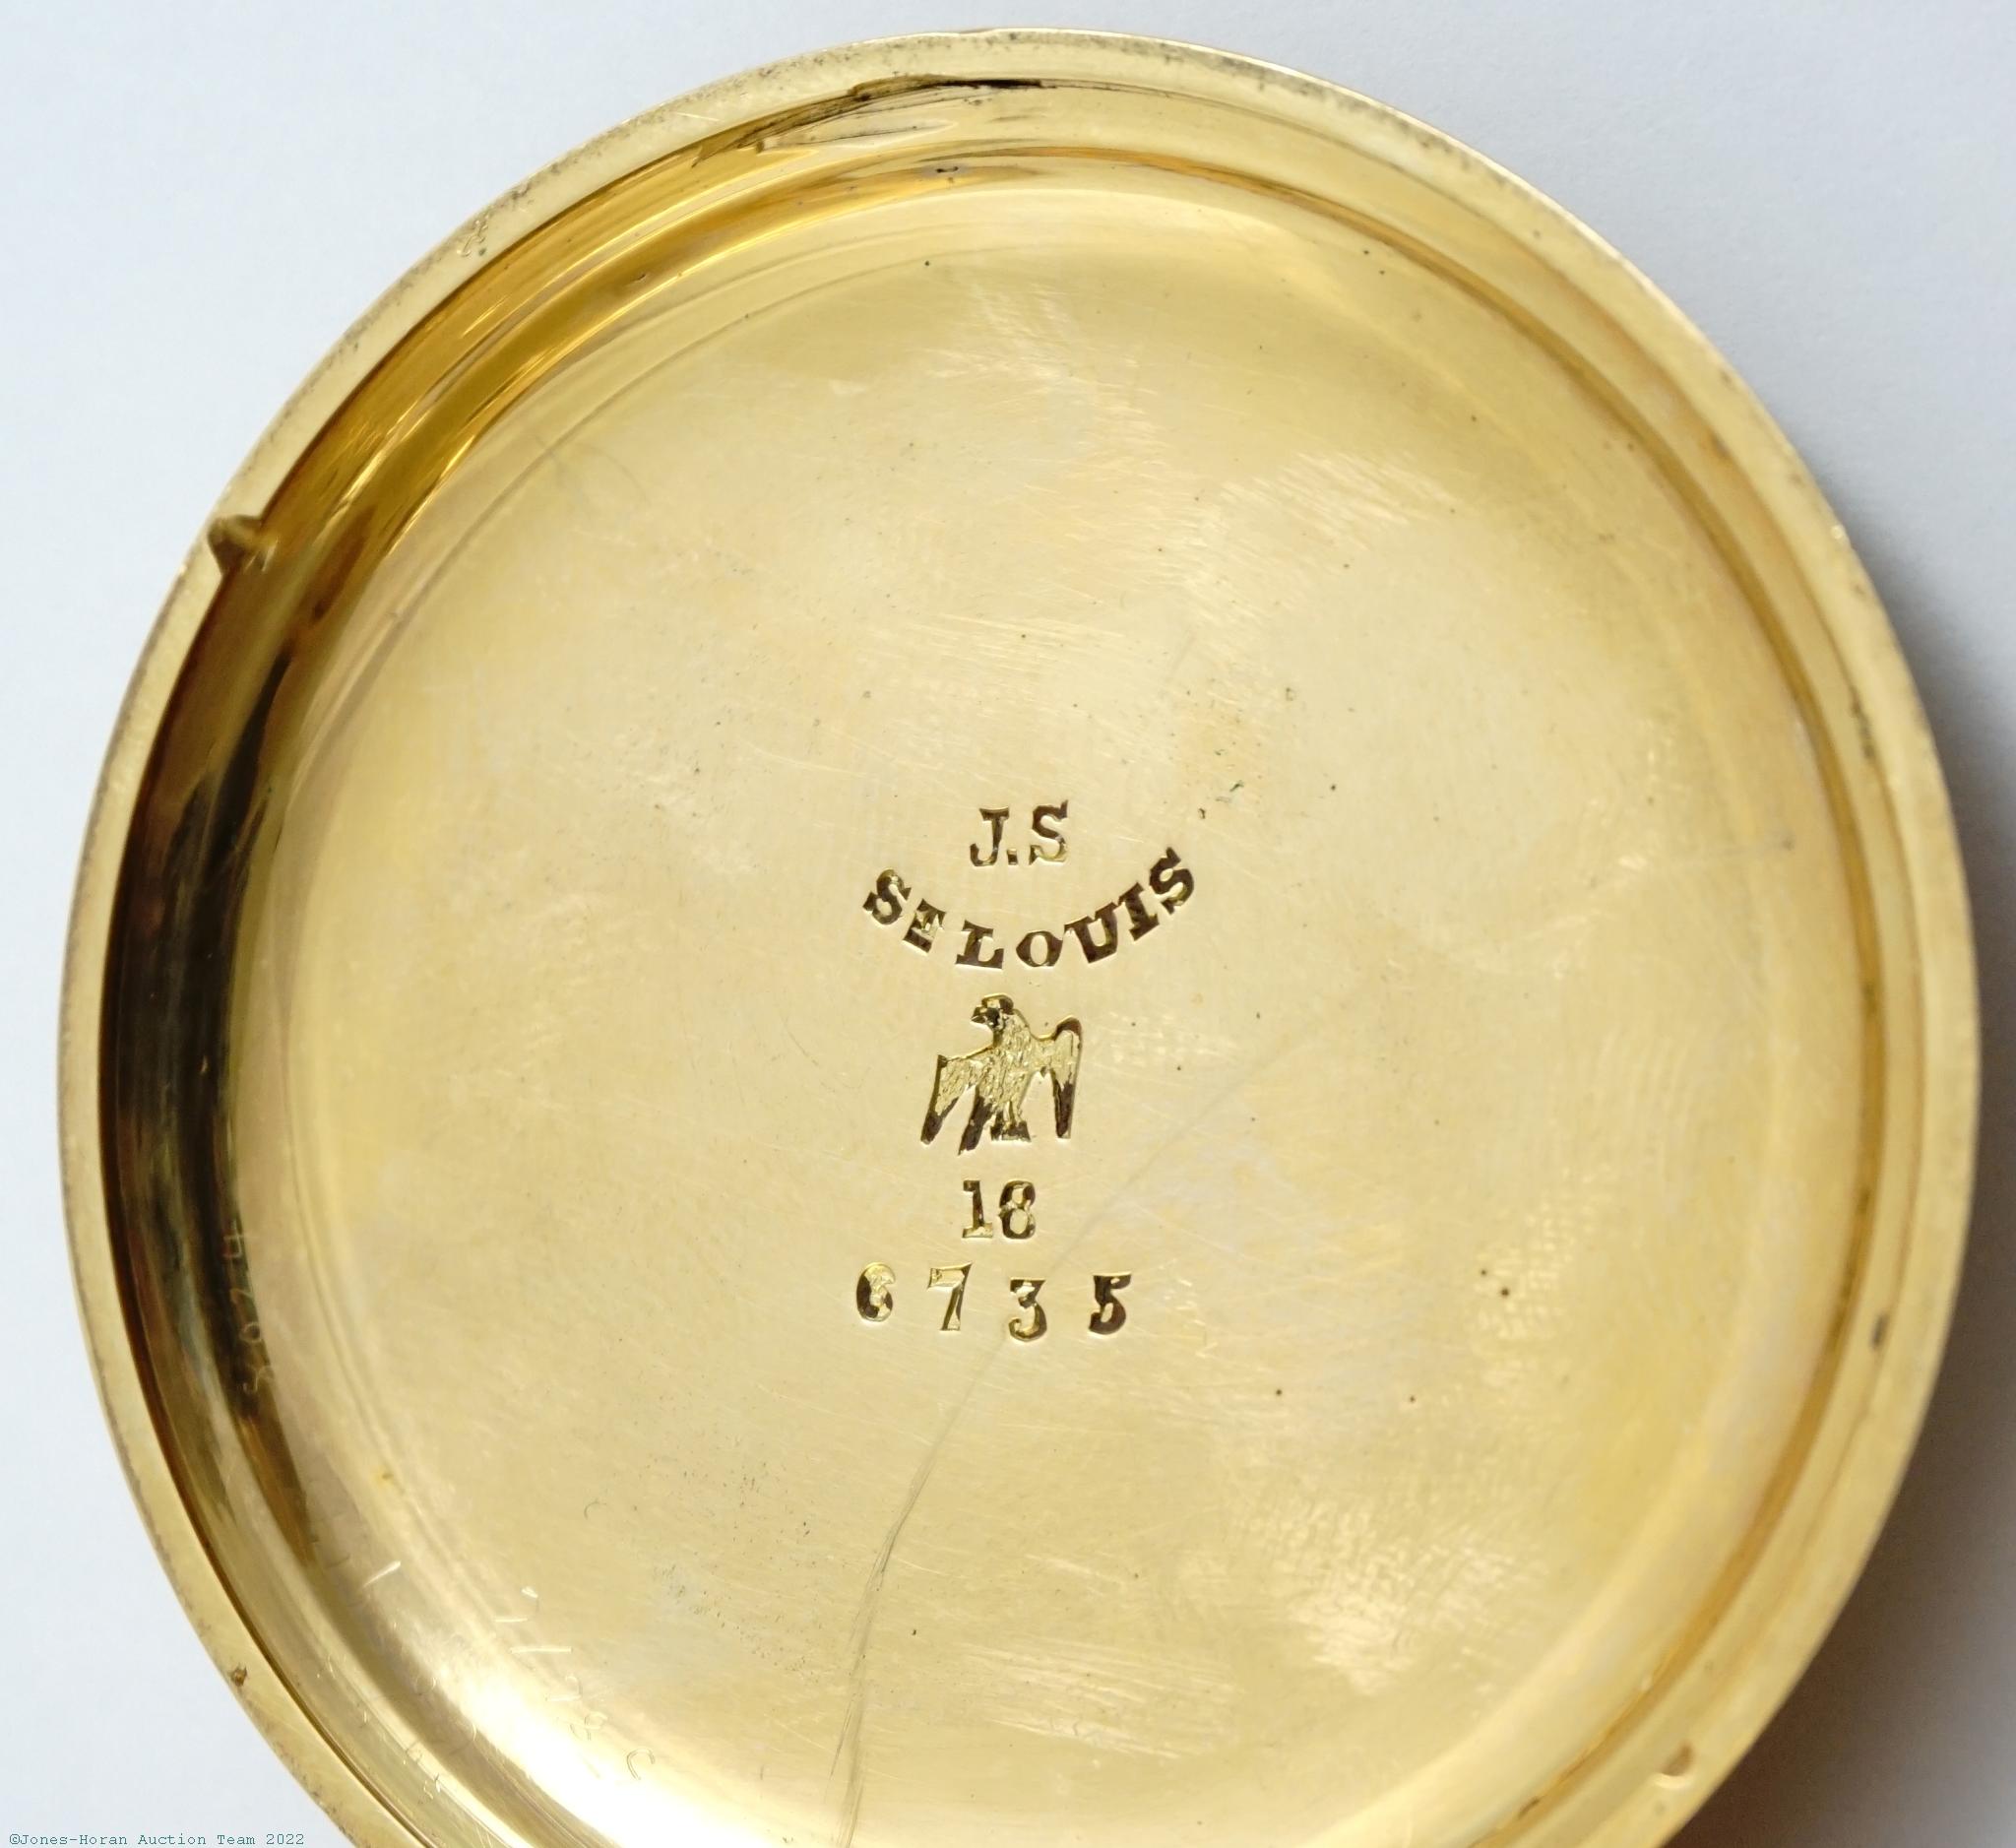 J.S
ST LOUIS
18
6735
©Jones-Horan Auction Team 2022